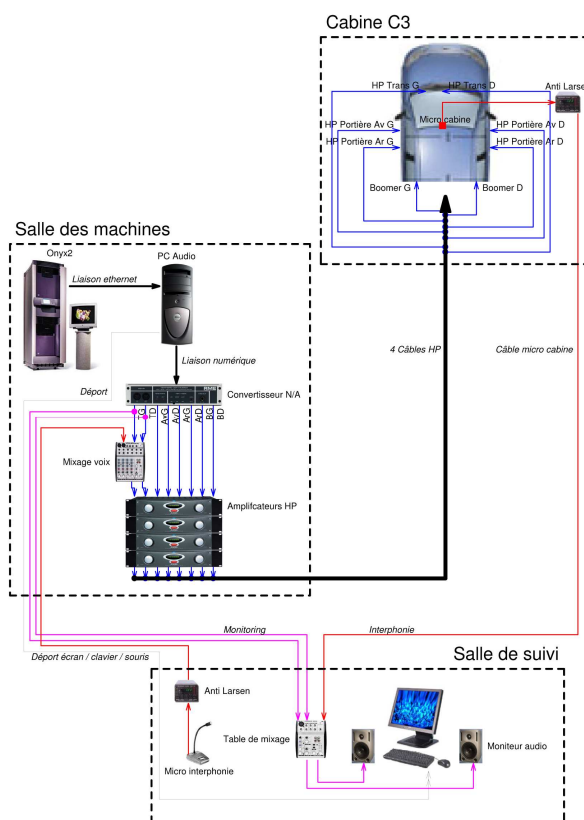 Cabine C3
HP Trans G
HP Trans D
Anti Larsen
Micro cabine
HP Portière Av G
HP Portière Av D
HP Portière Ar G
HP Portière Ar D
Boomer G
Boomer D
Salle des machines
Onyx2
PC Audio
Liaison ethernet
Liaison numérique
4 Câbles HP
Câble micro cabine
Déport
Convertisseur N/A
TG
TD
AvG
AvD
ArG
ArD
BG
BD
Mixage voix
Amplifcateurs HP
Monitoring
Interphonie
Déport écran / clavier / souris
Salle de suivi
Anti Larsen
Table de mixage
Moniteur audio
Micro interphonie